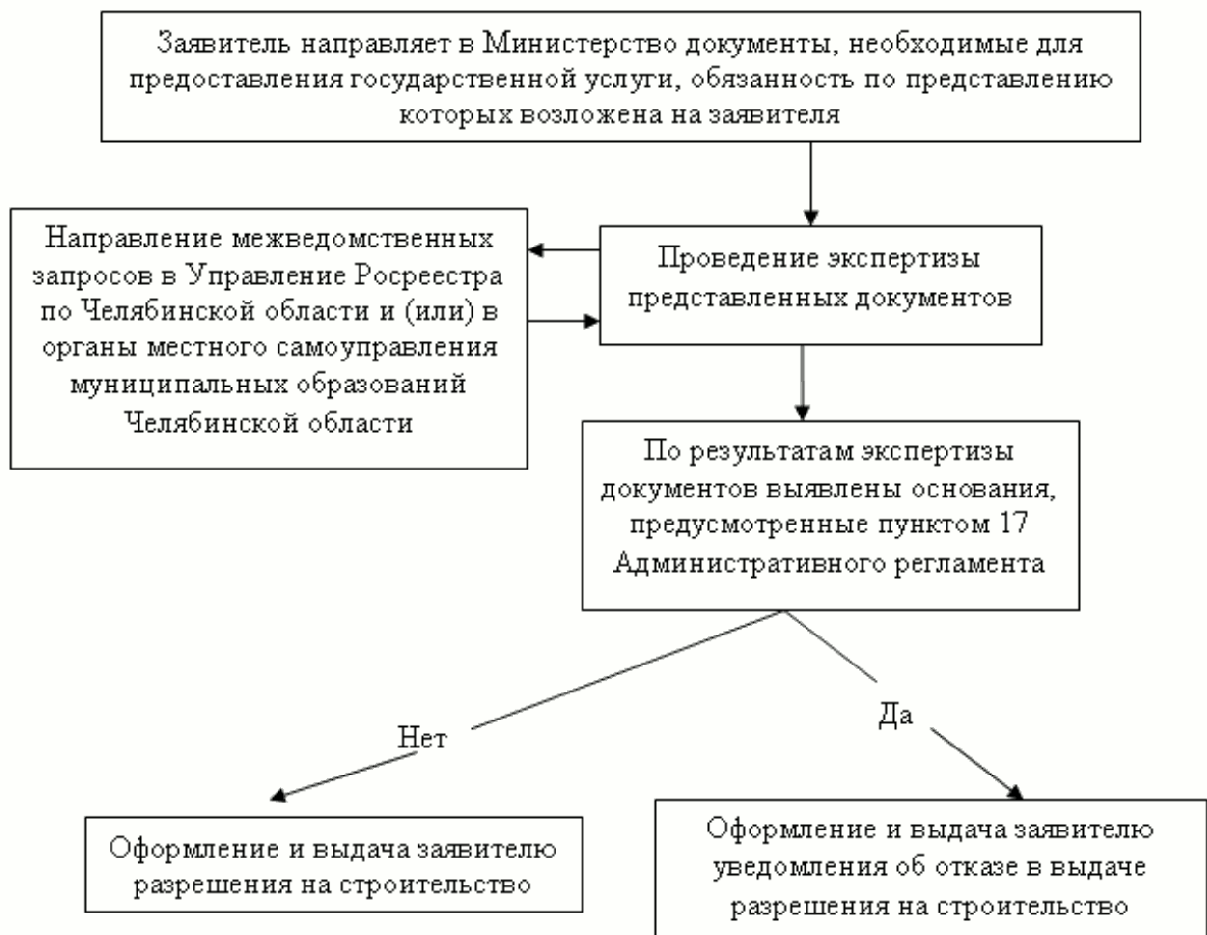 Заявитель направляет в Министерство документы, необходимые для
предоставления государственной услуги, обязанность по представлению
которых возложена на заявителя
Направление межведомственных
запросов в Управление Росреестра
по Челябинской области и (или) в
органы местного самоуправления
муниципальных образований
Челябинской области
Проведение экспертизы
представленных документов
По результатам экспертизы
документов выявлены основания,
предусмотренные пунктом 17
Административного регламента
Нет
Да
Оформление и выдача заявителю
разрешения на строительство
Оформление и выдача заявителю
уведомления об отказе в выдаче
разрешения на строительство